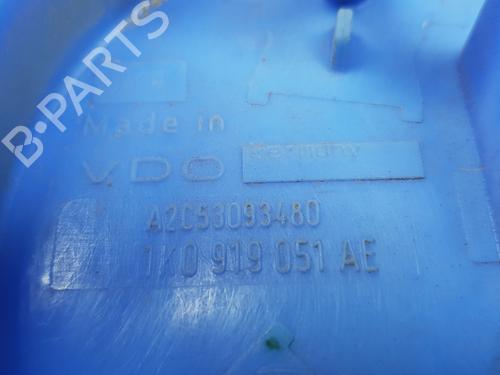 B-PARTS
Made in
Germany
VDO
A2C53093480
1K0 919 051 AE